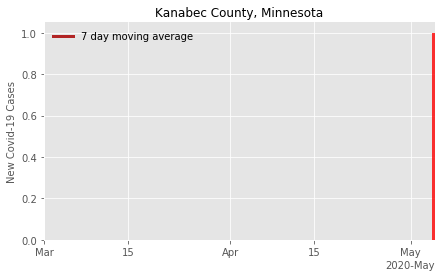 Kanabec County, Minnesota
7 day moving average
New Covid-19 Cases
1.0
0.8
0.6
0.4
0.2
0.0
Mar
15
Apr
15
May
2020-May